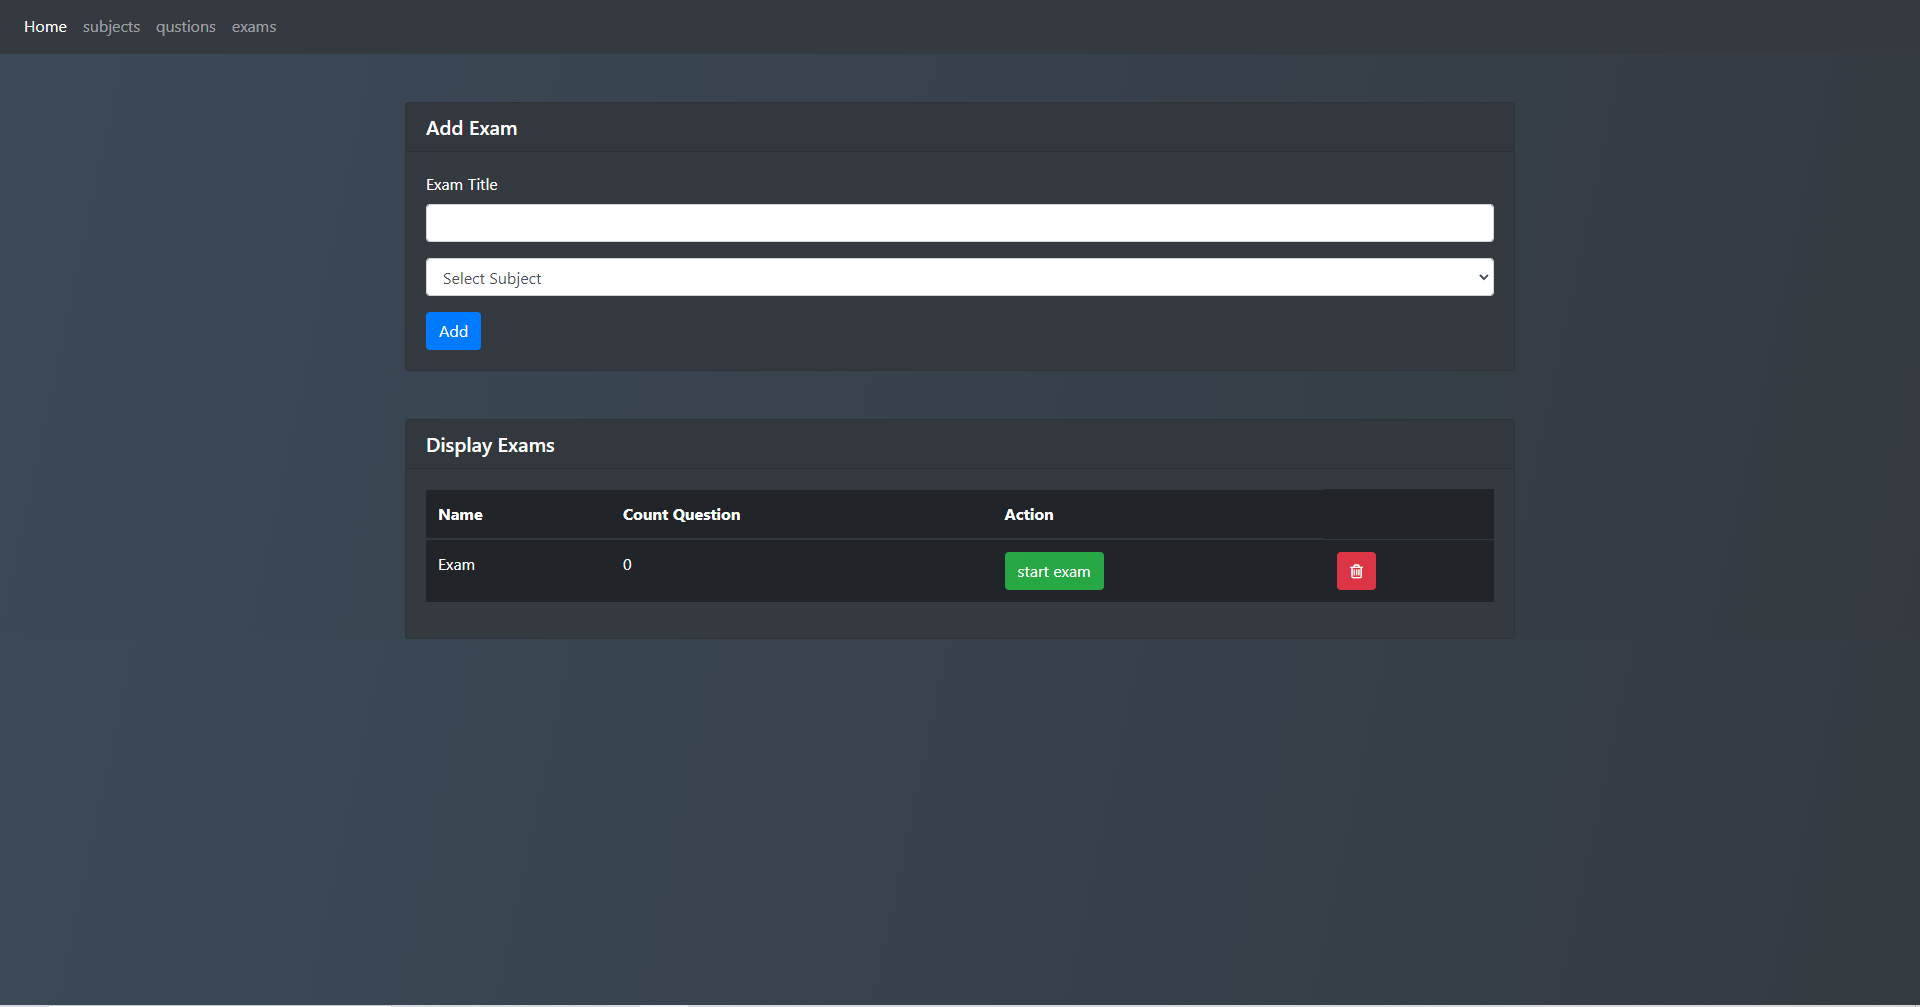 Home subjects qustions exams
Add Exam
Exam Title
Select Subject
Add
Display Exams
Name Count Question Action
Exam 0 start exam